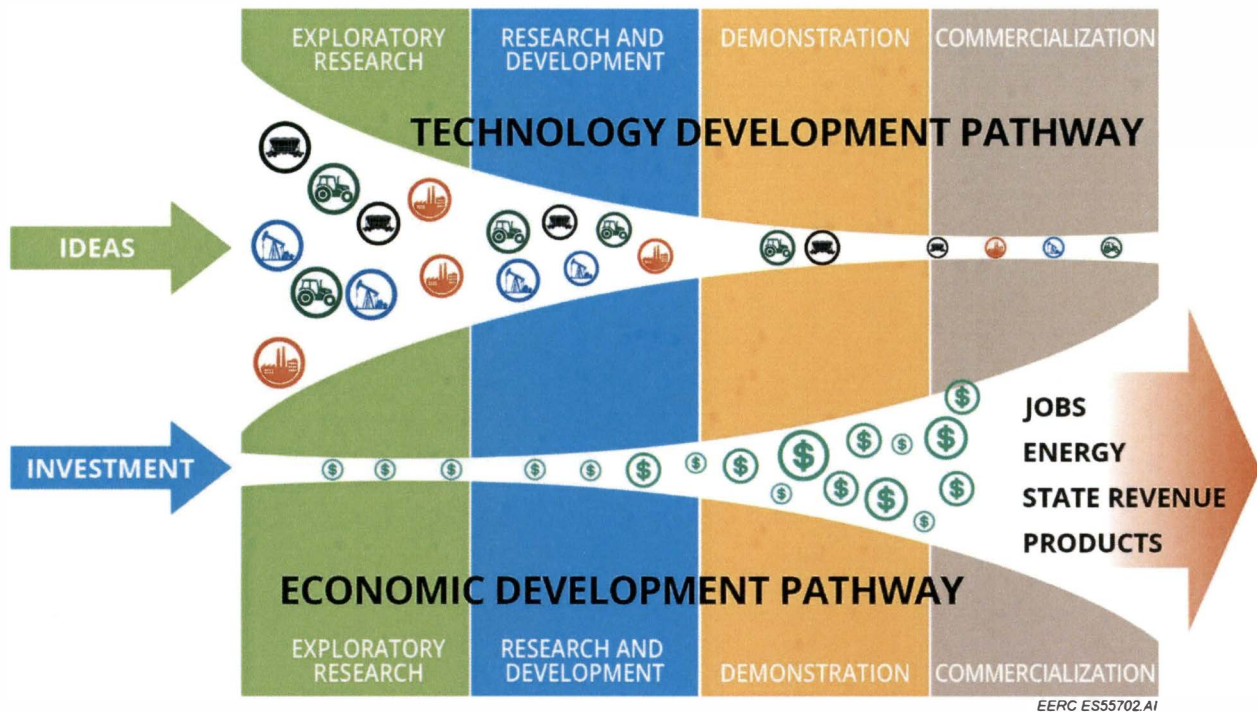 EXPLORATORY
RESEARCH
RESEARCH AND
DEVELOPMENT
DEMONSTRATION
COMMERCIALIZATION
TECHNOLOGY DEVELOPMENT PATHWAY
IDEAS
INVESTMENT
$ $ $ $ $ $ $ $ $ $ $ $ $ $ $ $ $ $
JOBS
ENERGY
STATE REVENUE
PRODUCTS
ECONOMIC DEVELOPMENT PATHWAY
EXPLORATORY
RESEARCH
RESEARCH AND
DEVELOPMENT
DEMONSTRATION
COMMERCIALIZATION
EERC ES55702.AI